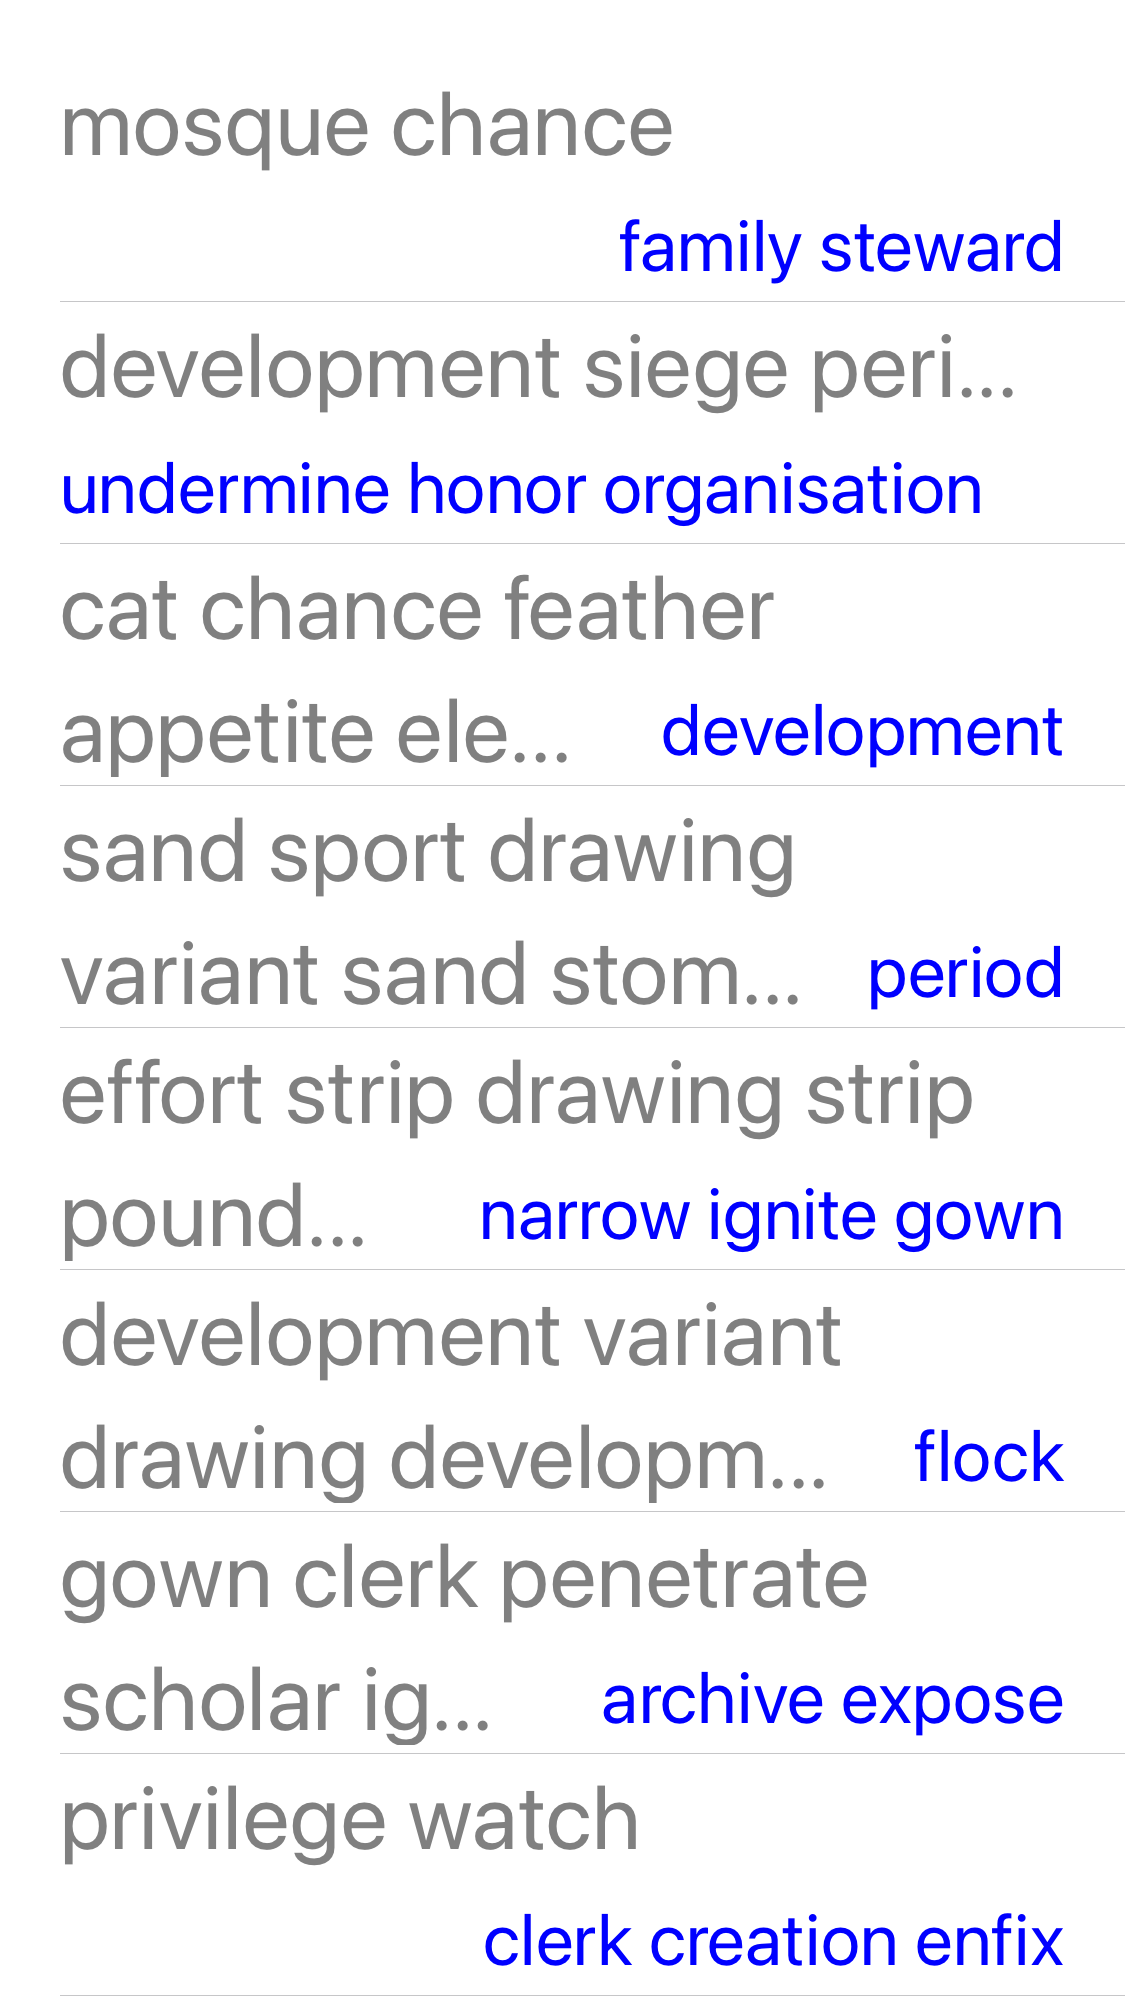 mosque chance
family steward
development siege peri...
undermine honor organisation
cat chance feather
appetite ele... development
sand sport drawing
variant sand stom... period
effort strip drawing strip
pound... narrow ignite gown
development variant
drawing developm... flock
gown clerk penetrate
scholar ig... archive expose
privilege watch
clerk creation enfix